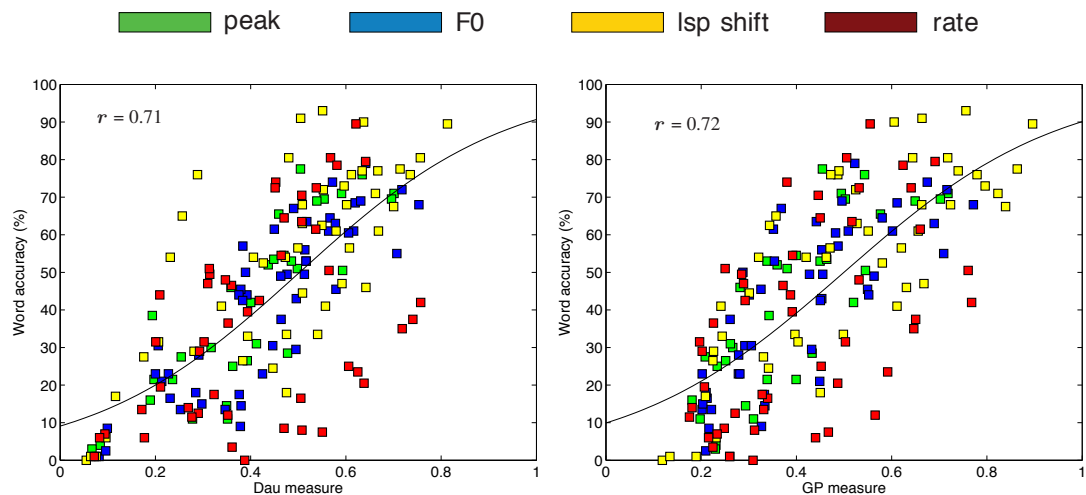 peak F0 lsp shift rate
r = 0.71
Word accuracy (%)
100
90
80
70
60
50
40
30
20
10
0
0 0.2 0.4 0.6 0.8 1
Dau measure
r = 0.72
Word accuracy (%)
100
90
80
70
60
50
40
30
20
10
0
0 0.2 0.4 0.6 0.8 1
GP measure